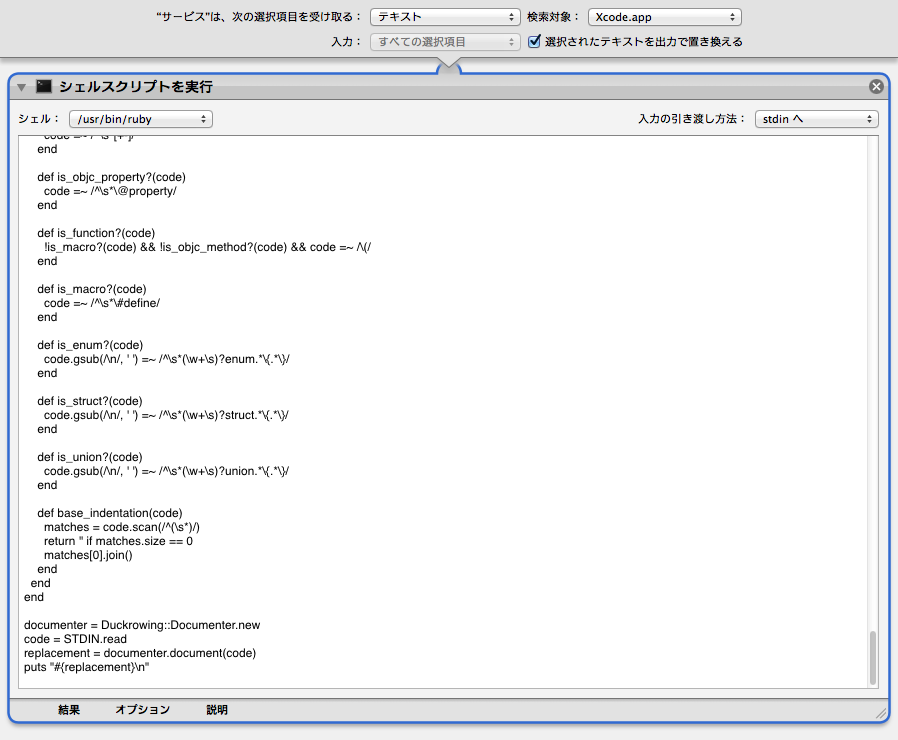 "サービス"は、次の選択項目を受け取る： テキスト 検索対象： Xcode.app
入力： すべての選択項目 選択されたテキストを出力で置き換える
シェルスクリプトを実行
シェル： /usr/bin/ruby 入力の引き渡し方法： stdin へ
end
def is_objc_property?(code)
code =~ /^\s*\@property/
end
def is_function?(code)
!is_macro?(code) && !is_objc_method?(code) && code =~ /\(/
end
def is_macro?(code)
code =~ /^\s*\#define/
end
def is_enum?(code)
code.gsub(/\n/, ' ') =~ /^\s*(\w+\s)?enum.*\{.*\}/
end
def is_struct?(code)
code.gsub(/\n/, ' ') =~ /^\s*(\w+\s)?struct.*\{.*\}/
end
def is_union?(code)
code.gsub(/\n/, ' ') =~ /^\s*(\w+\s)?union.*\{.*\}/
end
def base_indentation(code)
matches = code.scan(/^(\s*)/)
return '' if matches.size == 0
matches[0].join()
end
end
end
documenter = Duckrowing::Documenter.new
code = STDIN.read
replacement = documenter.document(code)
puts "#{replacement}\n"
結果 オプション 説明